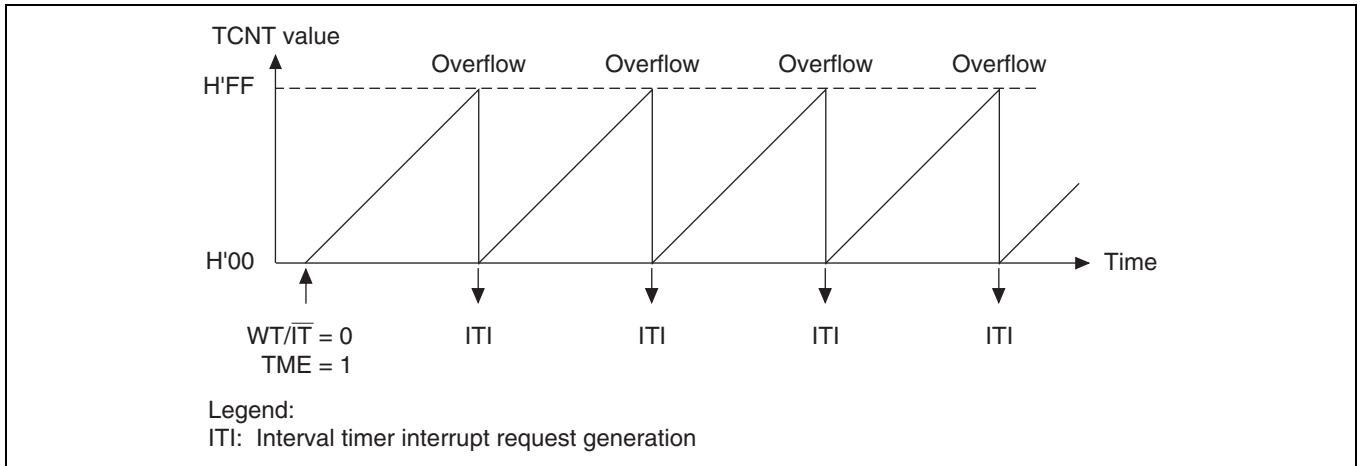 TCNT value
Overflow Overflow Overflow Overflow
H'FF
H'00
Time
WT/I̅T̅ = 0
TME = 1
ITI ITI ITI ITI
Legend:
ITI: Interval timer interrupt request generation